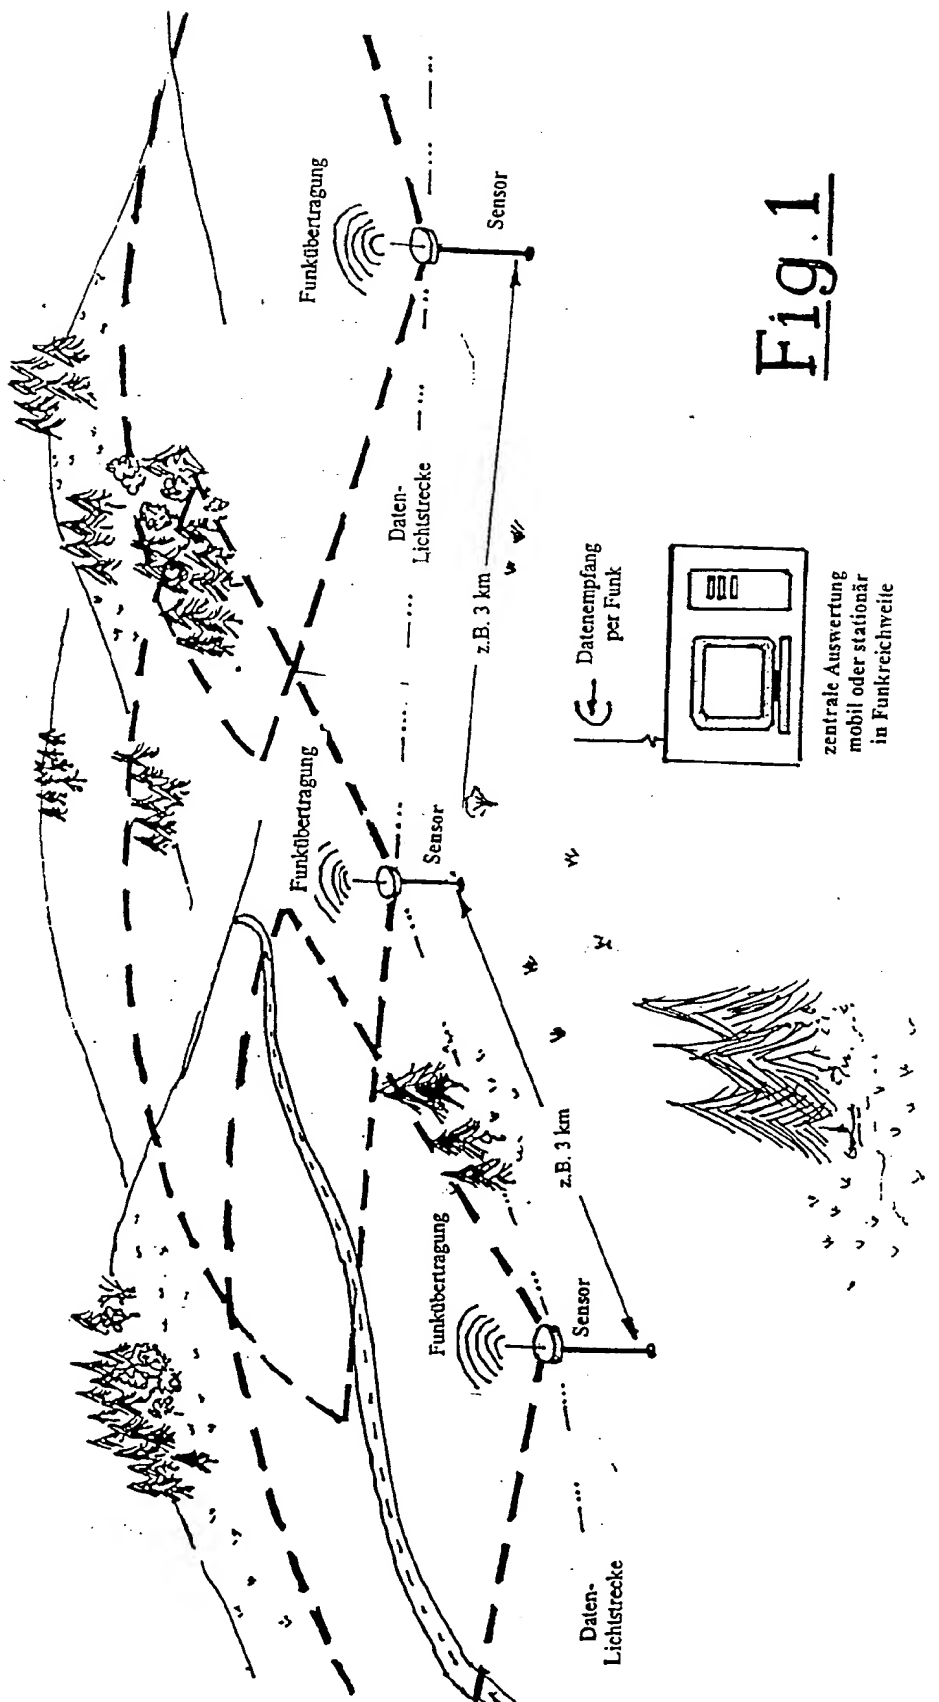 Funkübertragung
Sensor
Daten-
Lichtstrecke
z.B. 3 km
Funkübertragung
Sensor
z.B. 3 km
Funkübertragung
Sensor
Daten-
Lichtstrecke
Datenempfang
per Funk
zentrale Auswertung
mobil oder stationär
in Funkreichweite
Fig.1